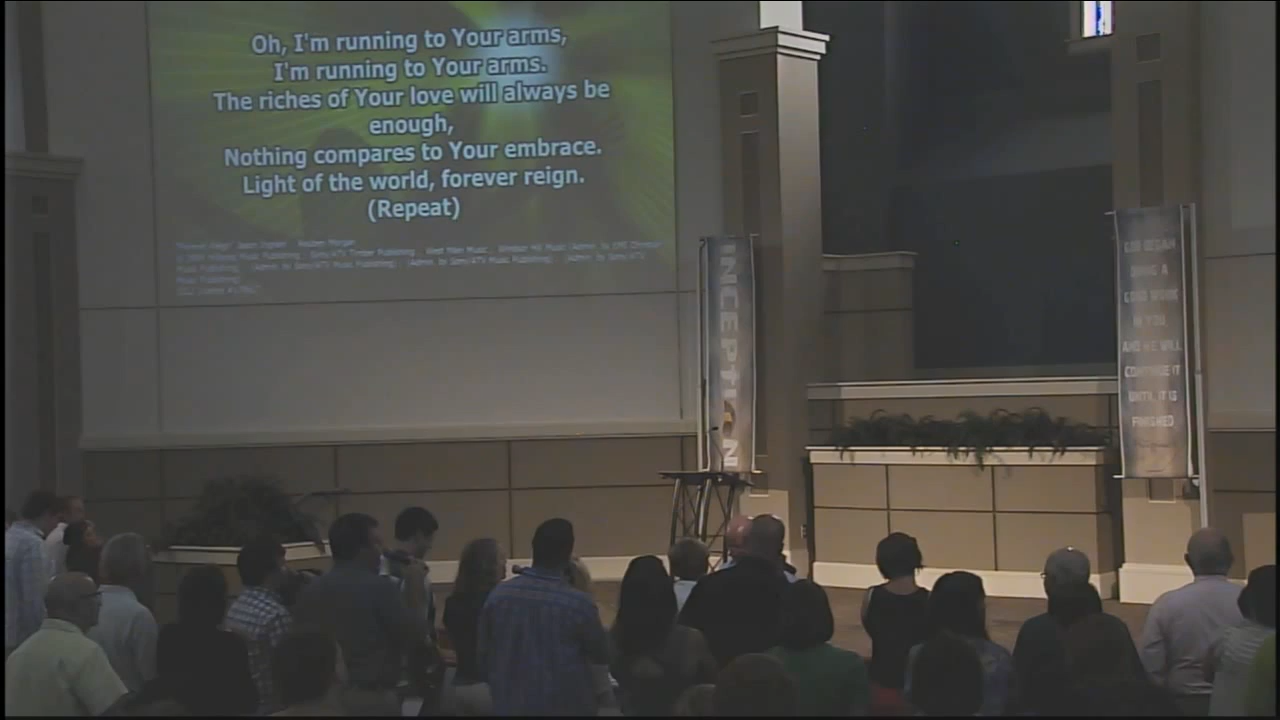 Oh, I'm running to Your arms,
I'm running to Your arms.
The riches of Your love will always be
enough,
Nothing compares to Your embrace.
Light of the world, forever reign.
(Repeat)
INCEPTION
GOD BEGAN
DOING A
GOOD WORK
IN YOU
AND HE WILL
CONTINUE IT
UNTIL IT IS
FINISHED